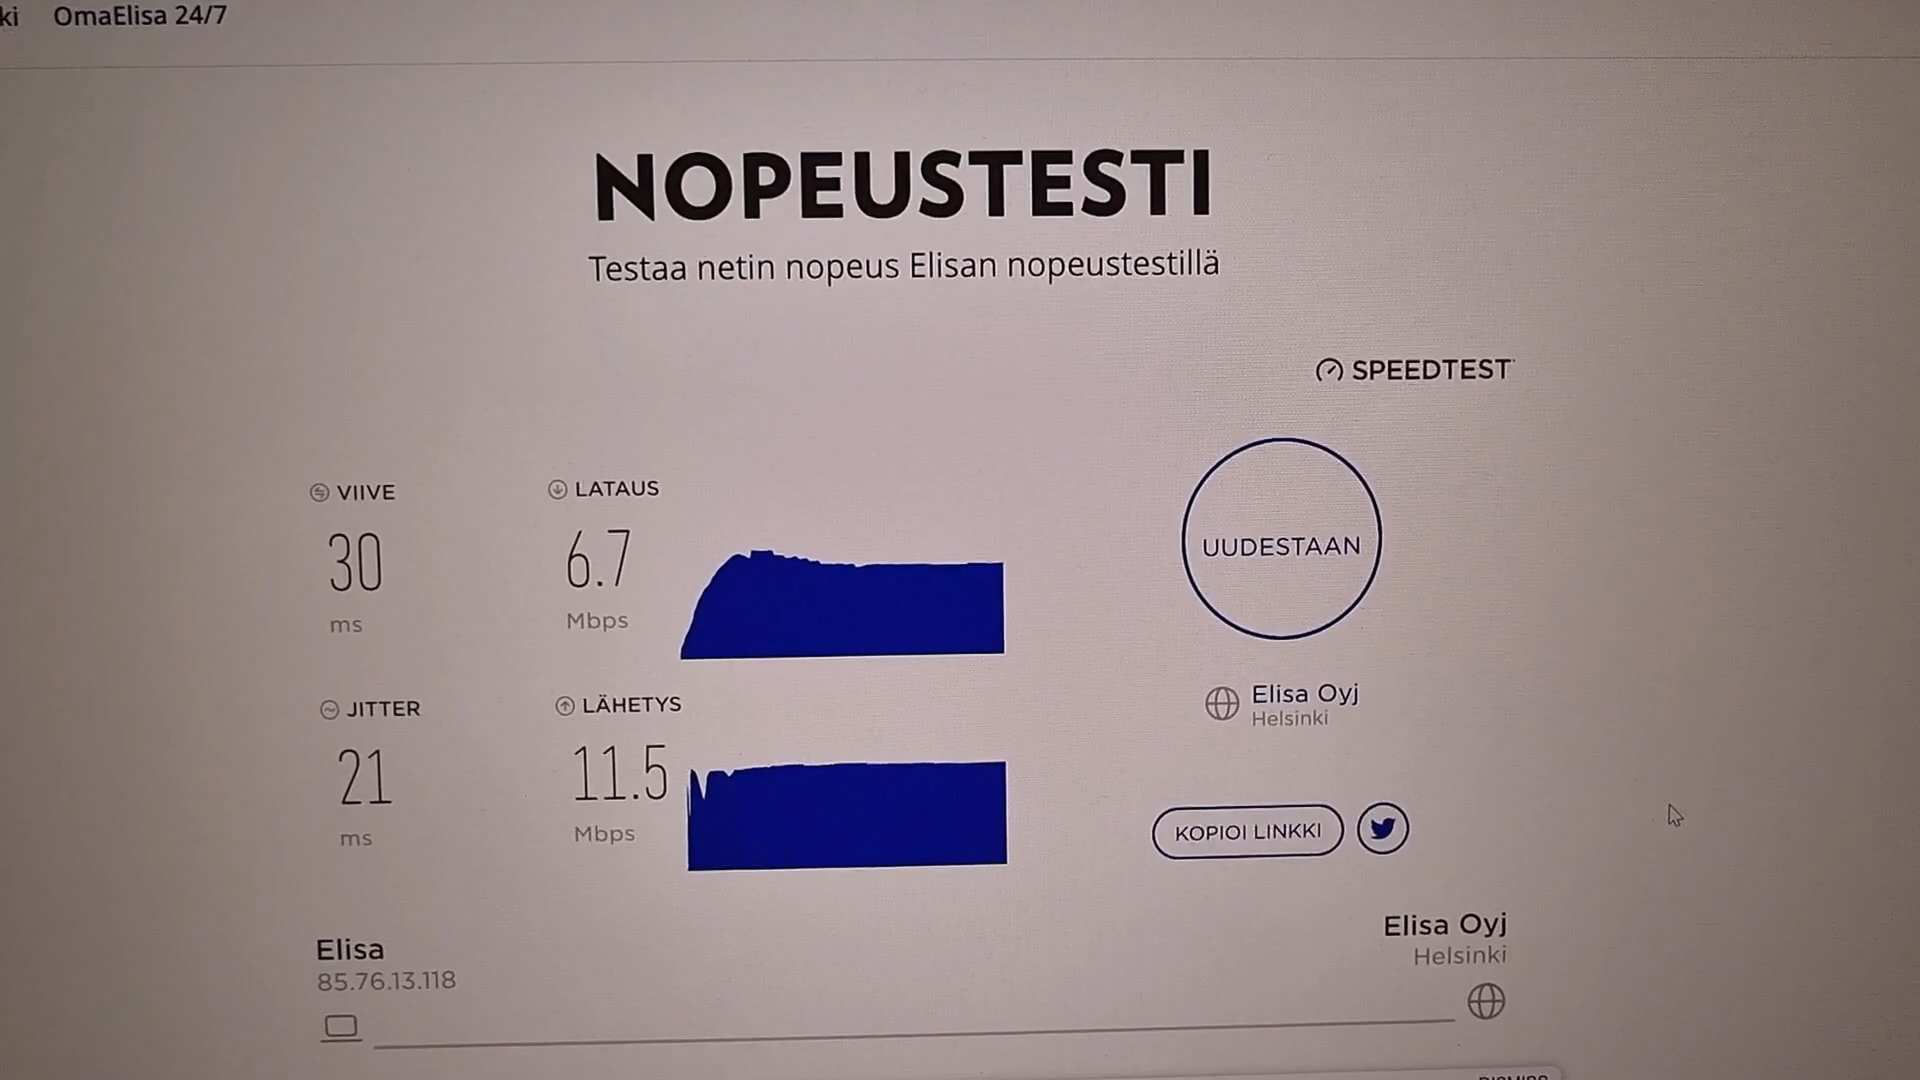 ki OmaElisa 24/7
NOPEUSTESTI
Testaa netin nopeus Elisan nopeustestillä
SPEEDTEST
VIIVE
30
ms
LATAUS
6.7
Mbps
UUDESTAAN
JITTER
21
ms
LÄHETYS
11.5
Mbps
Elisa Oyj
Helsinki
KOPIOI LINKKI
Elisa
85.76.13.118
Elisa Oyj
Helsinki